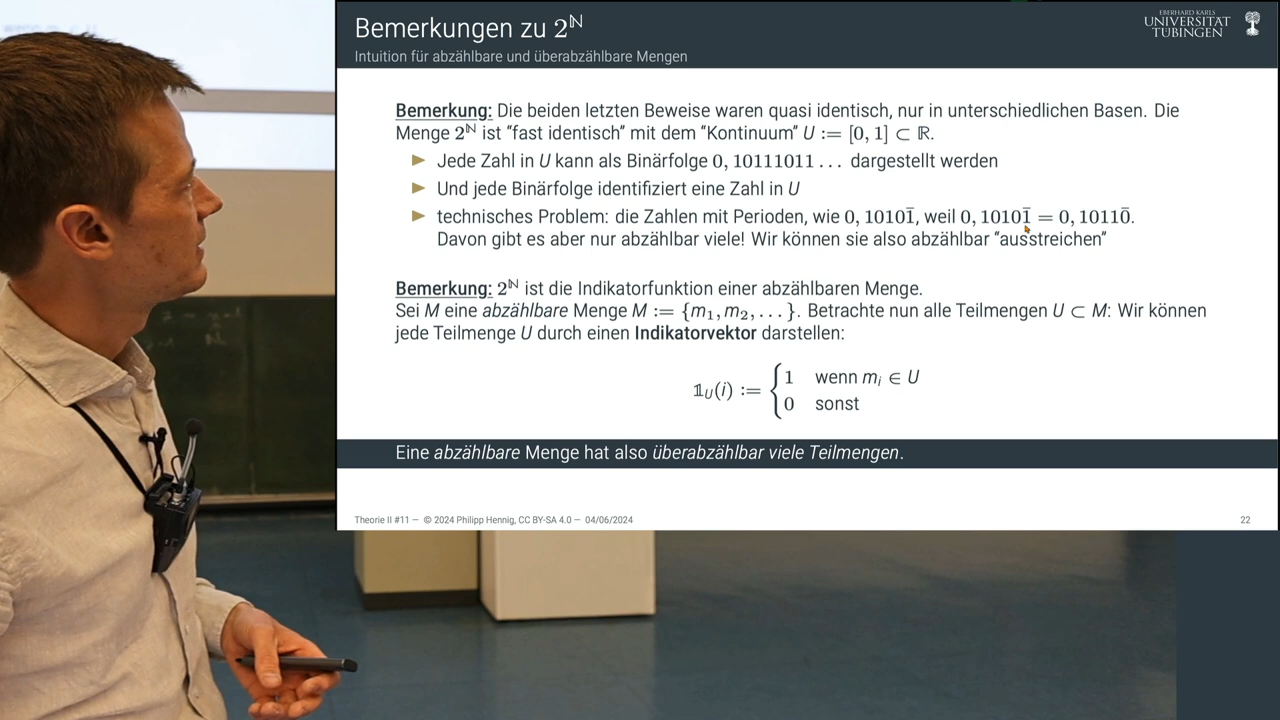 Bemerkungen zu 2^ℕ
Intuition für abzählbare und überabzählbare Mengen
EBERHARD KARLS
UNIVERSITÄT
TÜBINGEN
Bemerkung: Die beiden letzten Beweise waren quasi identisch, nur in unterschiedlichen Basen. Die
Menge 2^ℕ ist "fast identisch" mit dem "Kontinuum" U := [0, 1] ⊂ ℝ.
▶ Jede Zahl in U kann als Binärfolge 0, 10111011 . . . dargestellt werden
▶ Und jede Binärfolge identifiziert eine Zahl in U
▶ technisches Problem: die Zahlen mit Perioden, wie 0, 10101̅, weil 0, 10101̅ = 0, 10110̅.
Davon gibt es aber nur abzählbar viele! Wir können sie also abzählbar "ausstreichen"
Bemerkung: 2^ℕ ist die Indikatorfunktion einer abzählbaren Menge.
Sei M eine abzählbare Menge M := {m₁, m₂, . . . }. Betrachte nun alle Teilmengen U ⊂ M: Wir können
jede Teilmenge U durch einen Indikatorvektor darstellen:
𝟙_U(i) := { 1 wenn mᵢ ∈ U
0 sonst
Eine abzählbare Menge hat also überabzählbar viele Teilmengen.
Theorie II #11 — © 2024 Philipp Hennig, CC BY-SA 4.0 — 04/06/2024
22